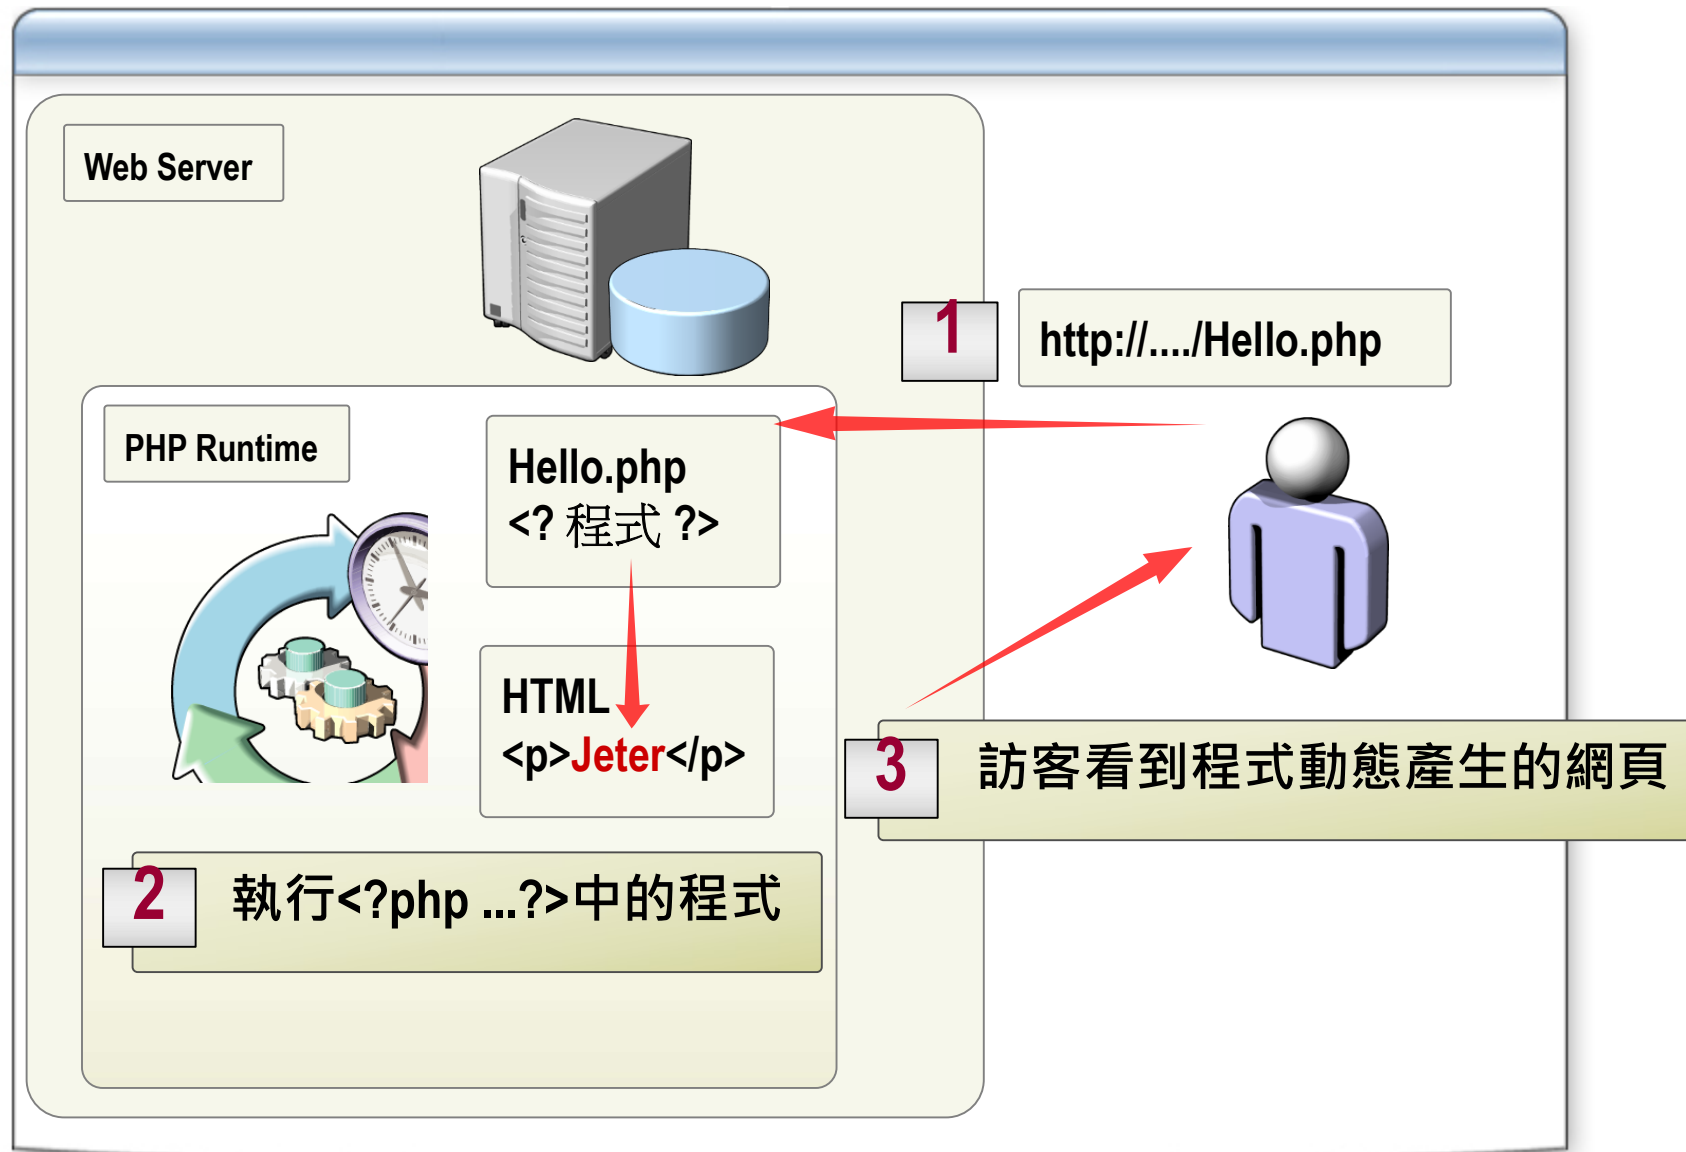 Web Server
1
http://..../Hello.php
PHP Runtime
Hello.php
<? 程式 ?>
HTML
<p>Jeter</p>
3
訪客看到程式動態產生的網頁
2
執行<?php ...?>中的程式